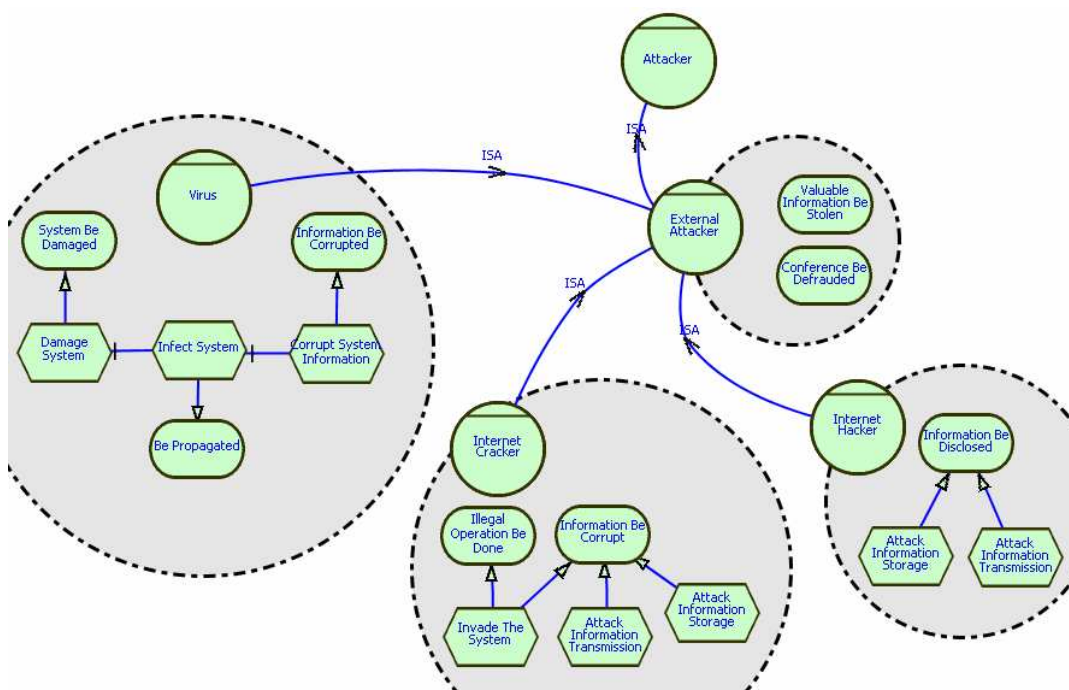 Attacker
ISA
ISA
Virus
Valuable
Information Be
Stolen
External
Attacker
System Be
Damaged
Information Be
Corrupted
Conference Be
Defrauded
ISA
ISA
Damage
System
Infect System
Corrupt System
Information
Be Propagated
Internet
Cracker
Internet
Hacker
Information Be
Disclosed
Illegal
Operation Be
Done
Information Be
Corrupt
Attack
Information
Storage
Attack
Information
Transmission
Invade The
System
Attack
Information
Transmission
Attack
Information
Storage